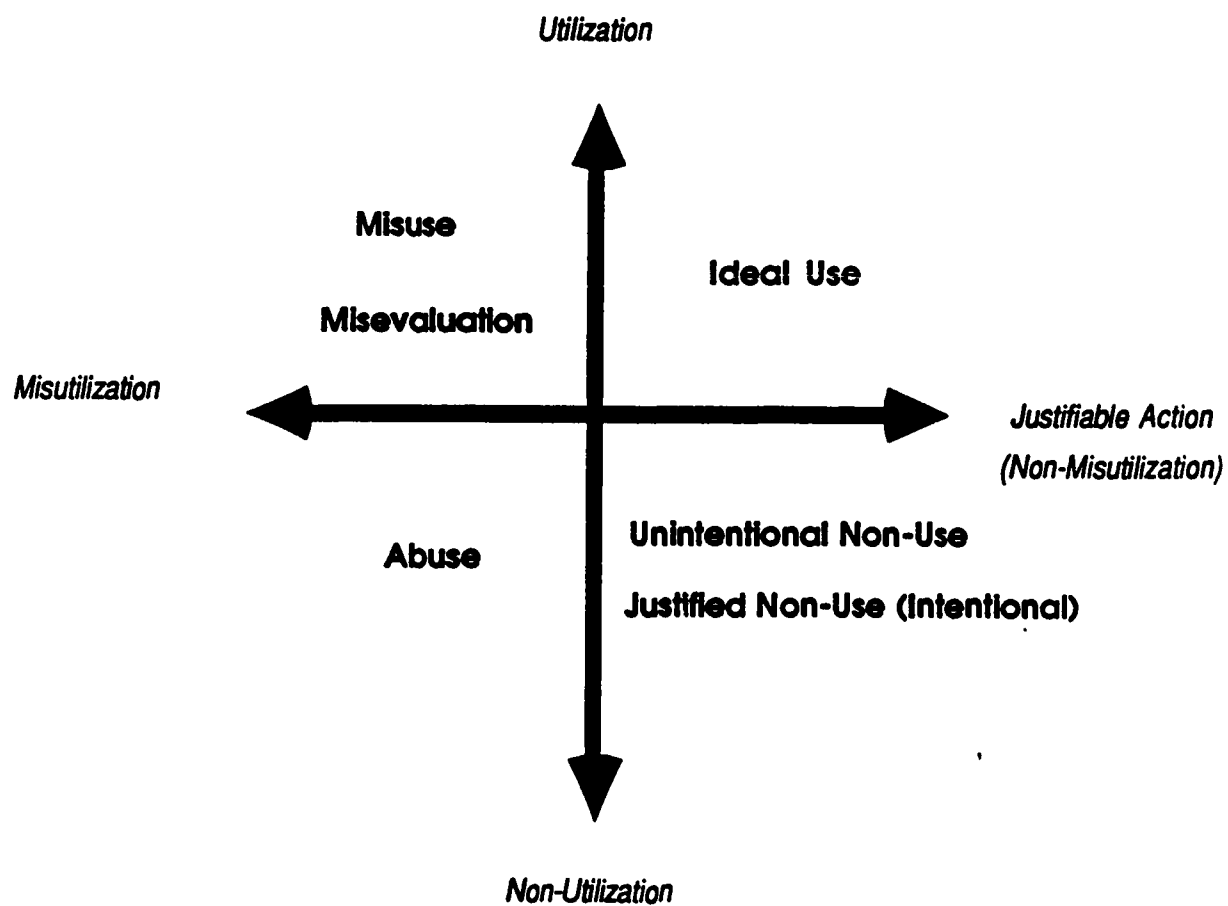 Utilization
Misuse
Ideal Use
Misevaluation
Misutilization
Justifiable Action
(Non-Misutilization)
Unintentional Non-Use
Abuse
Justified Non-Use (Intentional)
Non-Utilization